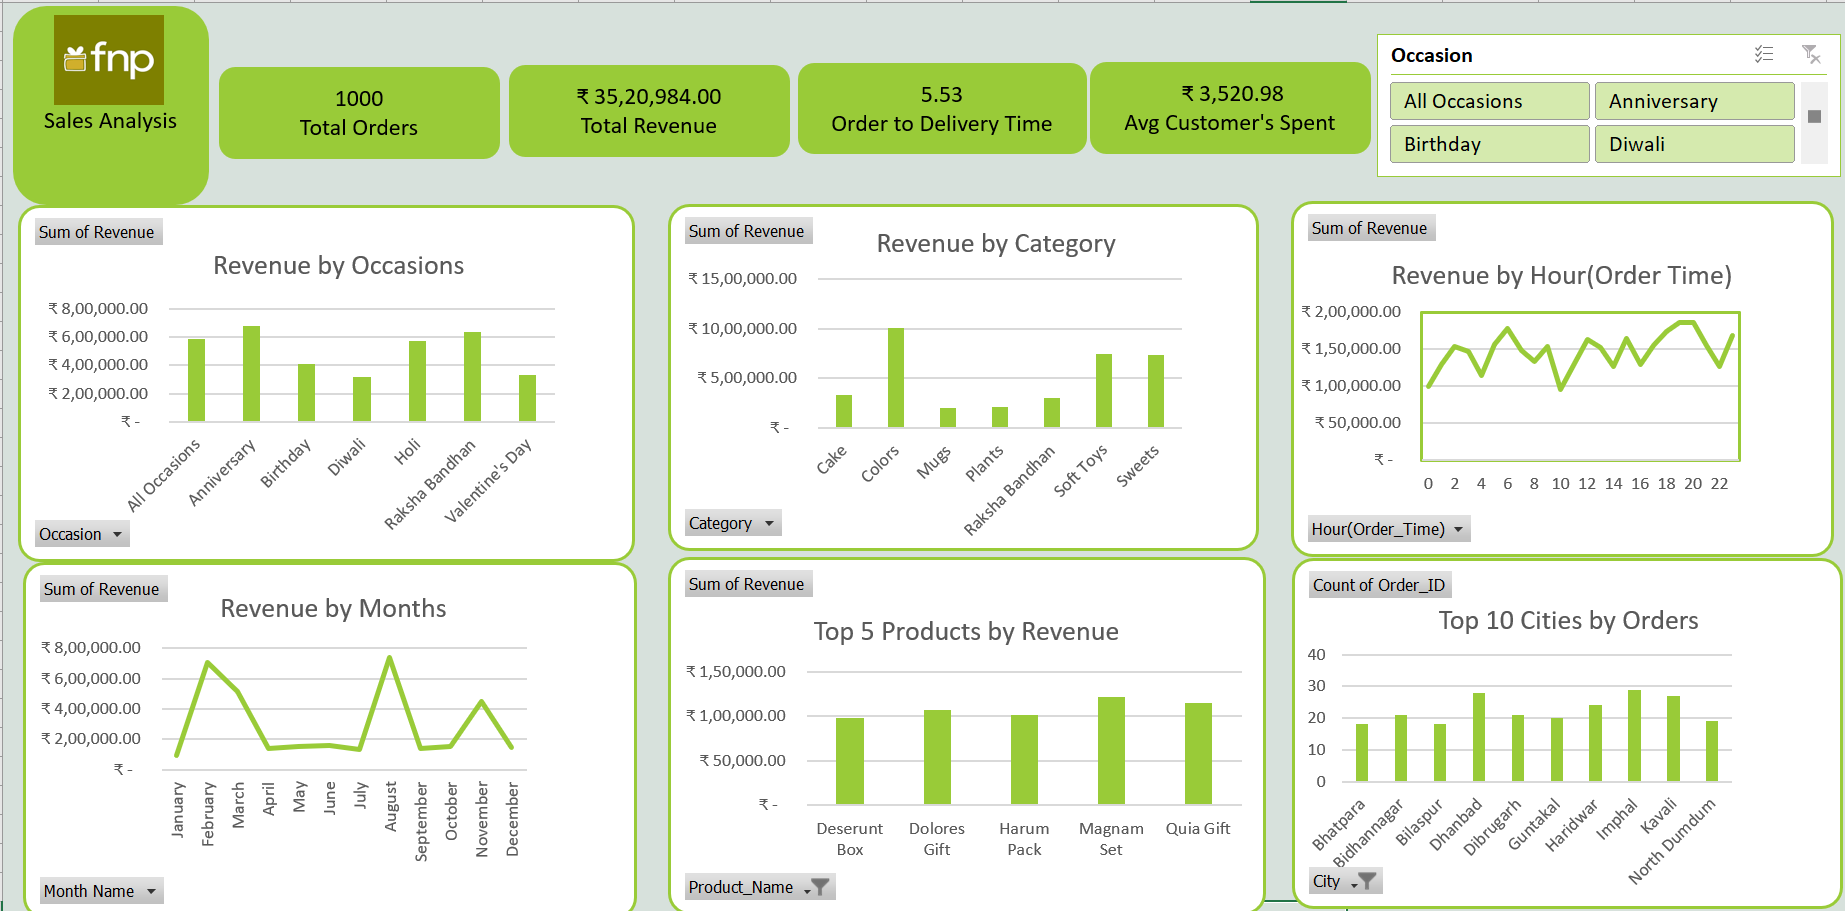 fnp
Sales Analysis
1000
Total Orders
₹ 35,20,984.00
Total Revenue
5.53
Order to Delivery Time
₹ 3,520.98
Avg Customer's Spent
Occasion
All Occasions
Anniversary
Birthday
Diwali
Sum of Revenue
Revenue by Occasions
₹ 8,00,000.00
₹ 6,00,000.00
₹ 4,00,000.00
₹ 2,00,000.00
₹ -
All Occasions
Anniversary
Birthday
Diwali
Holi
Raksha Bandhan
Valentine's Day
Occasion
Sum of Revenue
Revenue by Category
₹ 15,00,000.00
₹ 10,00,000.00
₹ 5,00,000.00
₹ -
Cake
Colors
Mugs
Plants
Raksha Bandhan
Soft Toys
Sweets
Category
Sum of Revenue
Revenue by Hour(Order Time)
₹ 2,00,000.00
₹ 1,50,000.00
₹ 1,00,000.00
₹ 50,000.00
₹ -
0 2 4 6 8 10 12 14 16 18 20 22
Hour(Order_Time)
Sum of Revenue
Revenue by Months
₹ 8,00,000.00
₹ 6,00,000.00
₹ 4,00,000.00
₹ 2,00,000.00
₹ -
January
February
March
April
May
June
July
August
September
October
November
December
Month Name
Sum of Revenue
Top 5 Products by Revenue
₹ 1,50,000.00
₹ 1,00,000.00
₹ 50,000.00
₹ -
Deserunt
Box
Dolores
Gift
Harum
Pack
Magnam
Set
Quia Gift
Product_Name
Count of Order_ID
Top 10 Cities by Orders
40
30
20
10
0
Bhatpara
Bidhannagar
Bilaspur
Dhanbad
Dibrugarh
Guntakal
Haridwar
Imphal
Kavali
North Dumdum
City